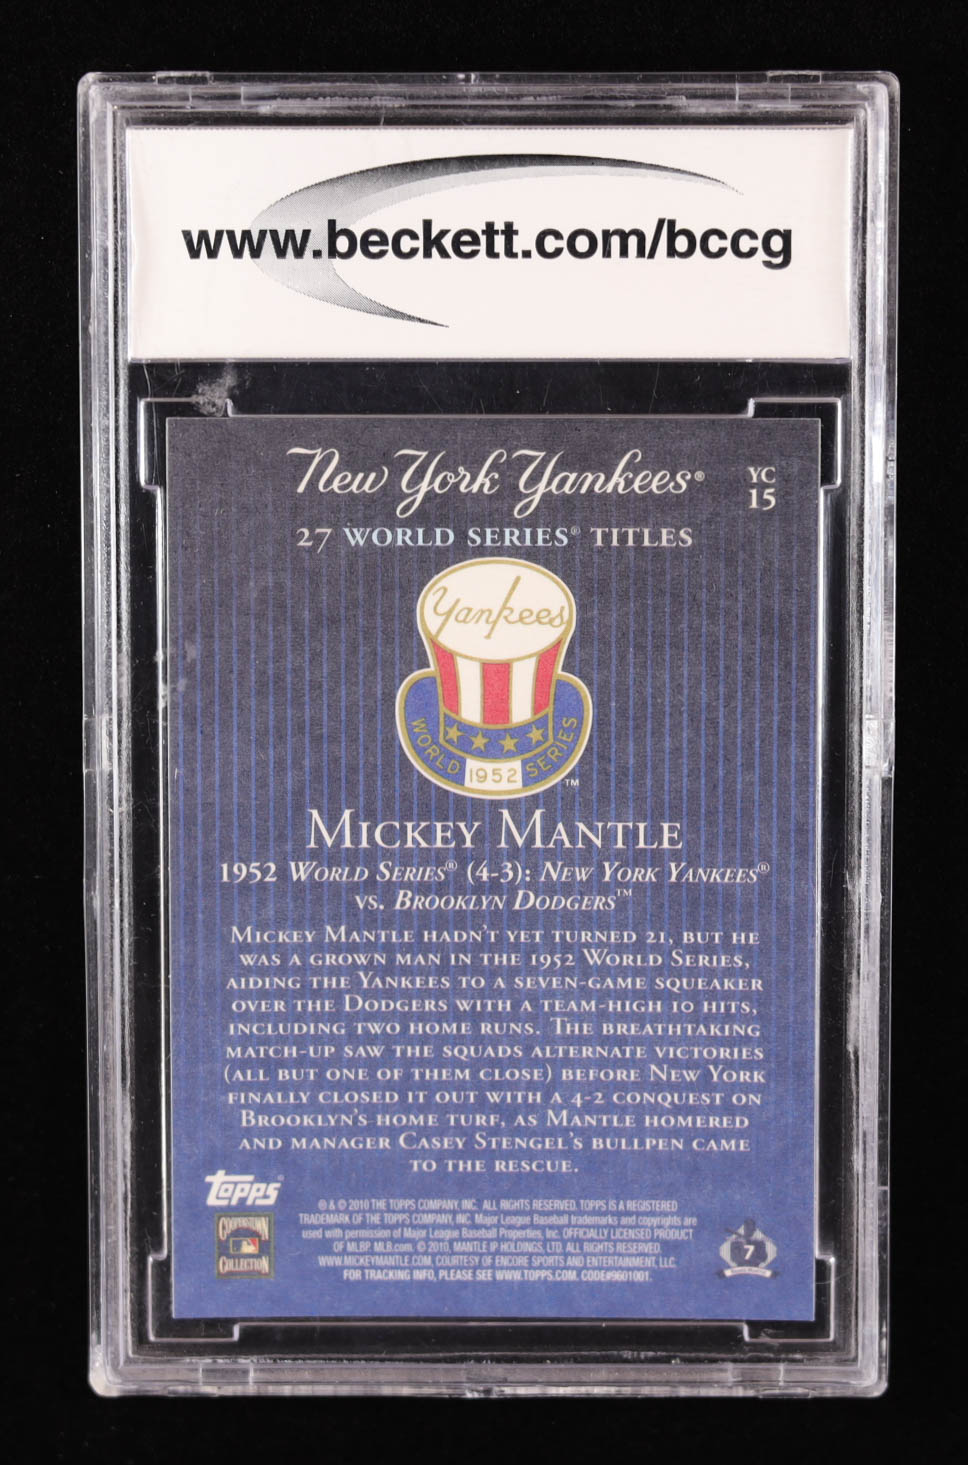 www.beckett.com/bccg
New York Yankees®
YC
15
27 WORLD SERIES® TITLES
Yankees
WORLD SERIES
1952
™
MICKEY MANTLE
1952 WORLD SERIES® (4-3): NEW YORK YANKEES®
VS. BROOKLYN DODGERS™
MICKEY MANTLE HADN'T YET TURNED 21, BUT HE
WAS A GROWN MAN IN THE 1952 WORLD SERIES,
AIDING THE YANKEES TO A SEVEN-GAME SQUEAKER
OVER THE DODGERS WITH A TEAM-HIGH 10 HITS,
INCLUDING TWO HOME RUNS. THE BREATHTAKING
MATCH-UP SAW THE SQUADS ALTERNATE VICTORIES
(ALL BUT ONE OF THEM CLOSE) BEFORE NEW YORK
FINALLY CLOSED IT OUT WITH A 4-2 CONQUEST ON
BROOKLYN'S HOME TURF, AS MANTLE HOMERED
AND MANAGER CASEY STENGEL'S BULLPEN CAME
TO THE RESCUE.
Topps®
COOPERSTOWN
COLLECTION
® & © 2010 THE TOPPS COMPANY, INC. ALL RIGHTS RESERVED. TOPPS IS A REGISTERED
TRADEMARK OF THE TOPPS COMPANY, INC. Major League Baseball trademarks and copyrights are
used with permission of Major League Baseball Properties, Inc. OFFICIALLY LICENSED PRODUCT
OF MLBP. MLB.com. © 2010, MANTLE IP HOLDINGS, LTD. ALL RIGHTS RESERVED.
WWW.MICKEYMANTLE.COM, COURTESY OF ENCORE SPORTS AND ENTERTAINMENT, LLC.
FOR TRACKING INFO, PLEASE SEE WWW.TOPPS.COM. CODE#9601001.
7